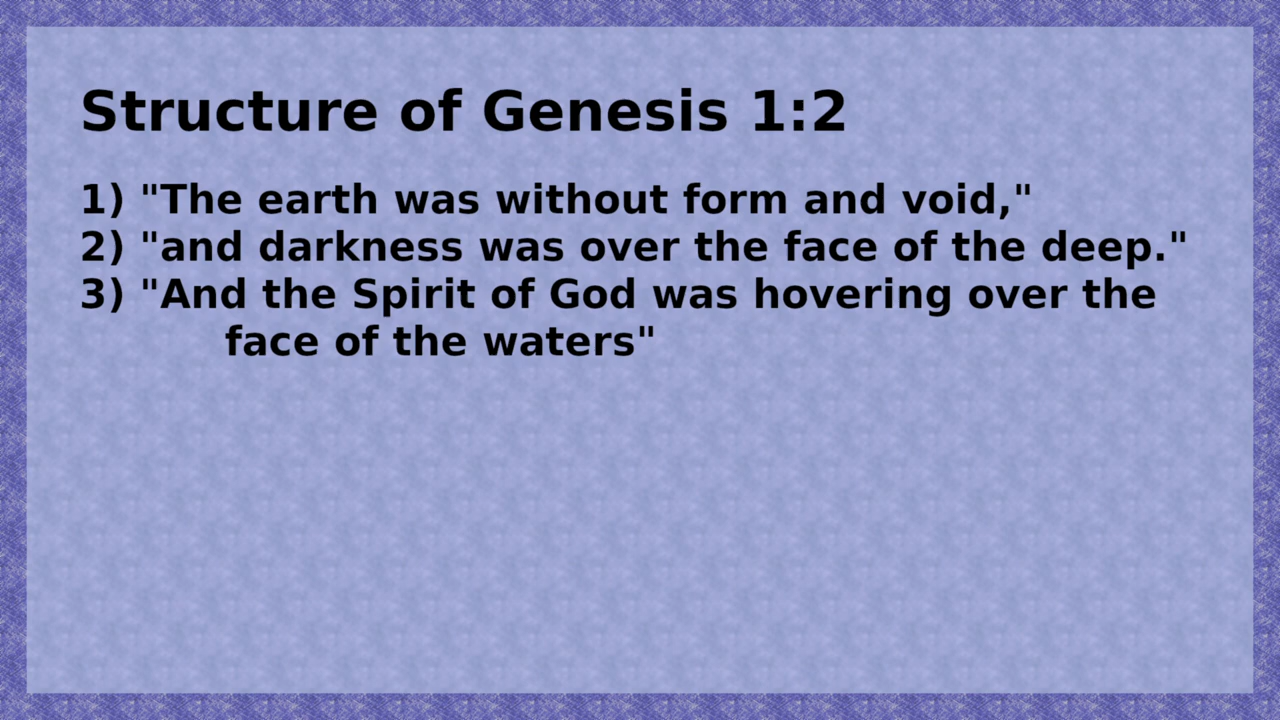 Structure of Genesis 1:2
1) "The earth was without form and void,"
2) "and darkness was over the face of the deep."
3) "And the Spirit of God was hovering over the
face of the waters"